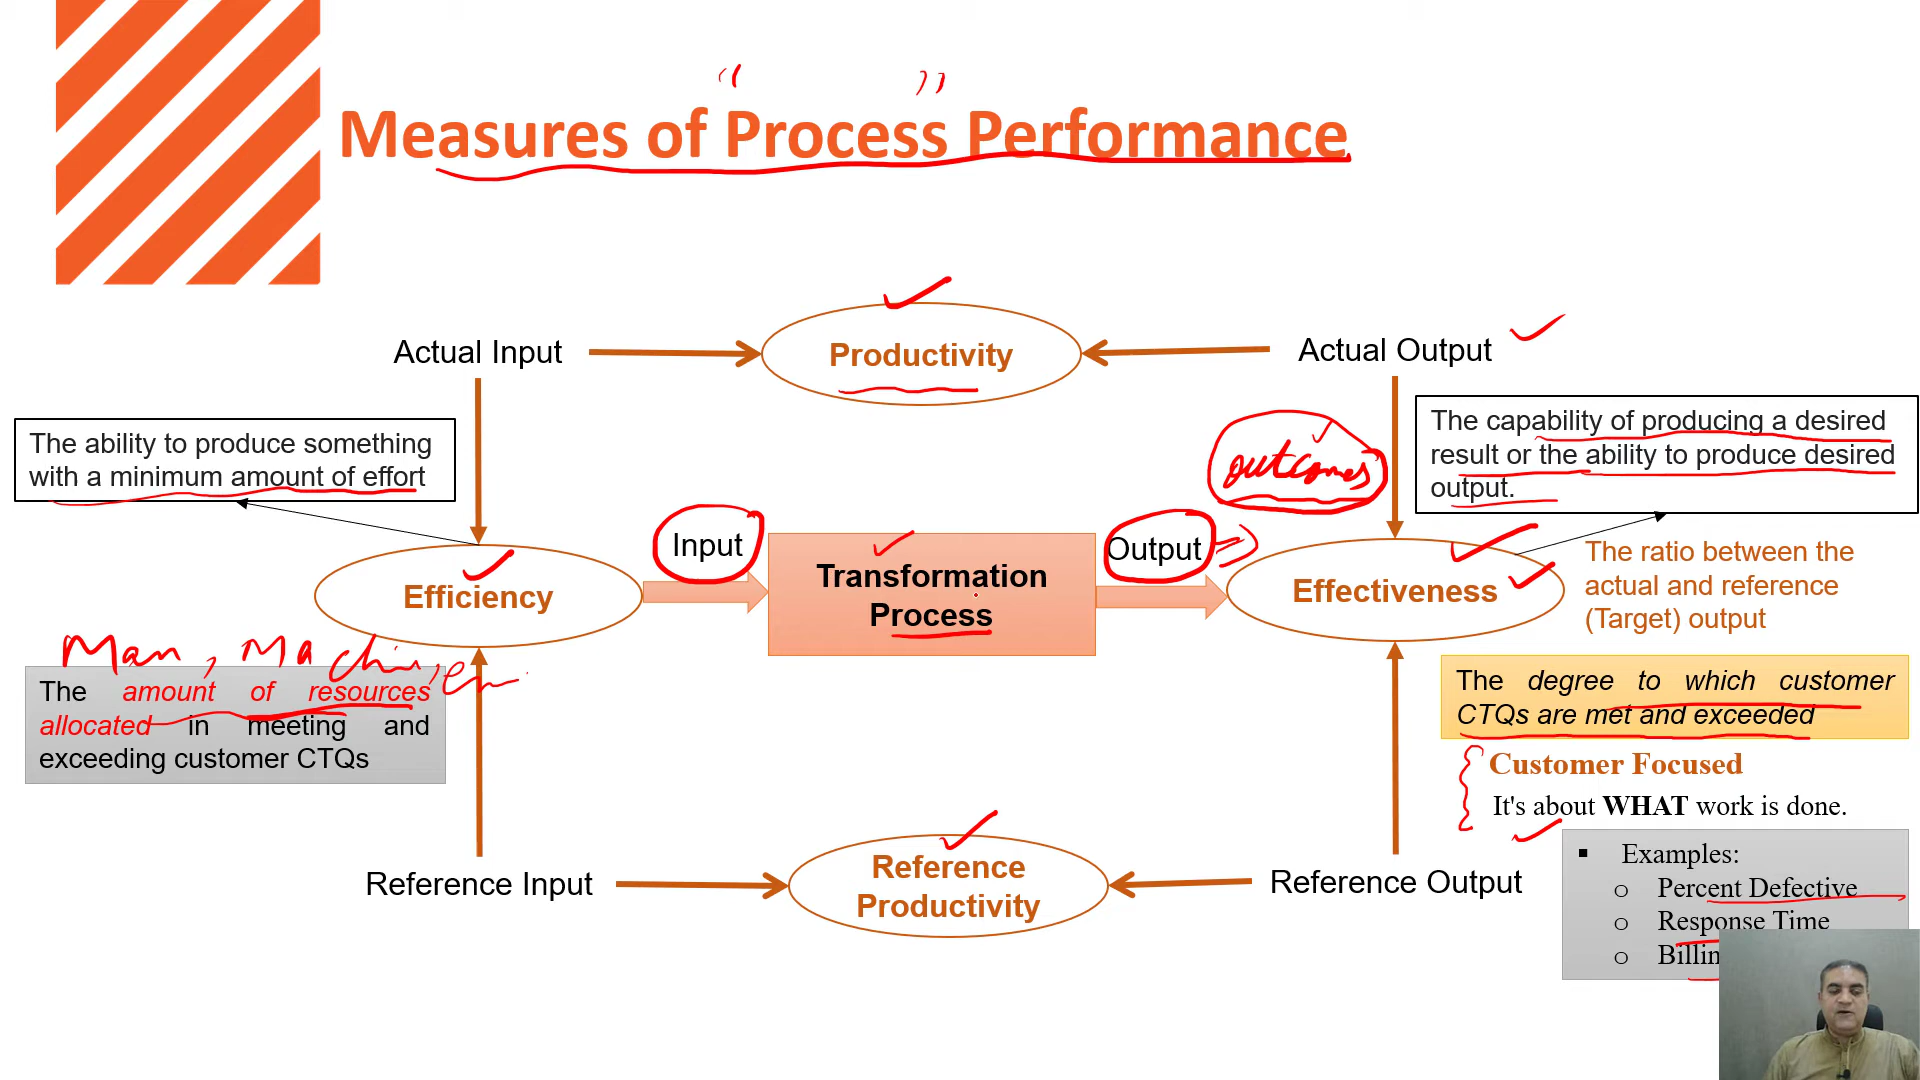 “ ”
Measures of Process Performance
Actual Input
Productivity
Actual Output
The ability to produce something
with a minimum amount of effort
outcomes
The capability of producing a desired
result or the ability to produce desired
output.
Input
Output
Efficiency
Transformation
Process
Effectiveness
The ratio between the
actual and reference
(Target) output
Man, Machin,
The amount of resources
allocated in meeting and
exceeding customer CTQs
The degree to which customer
CTQs are met and exceeded
Customer Focused
It's about WHAT work is done.
Reference Input
Reference
Productivity
Reference Output
▪ Examples:
o Percent Defective
o Response Time
o